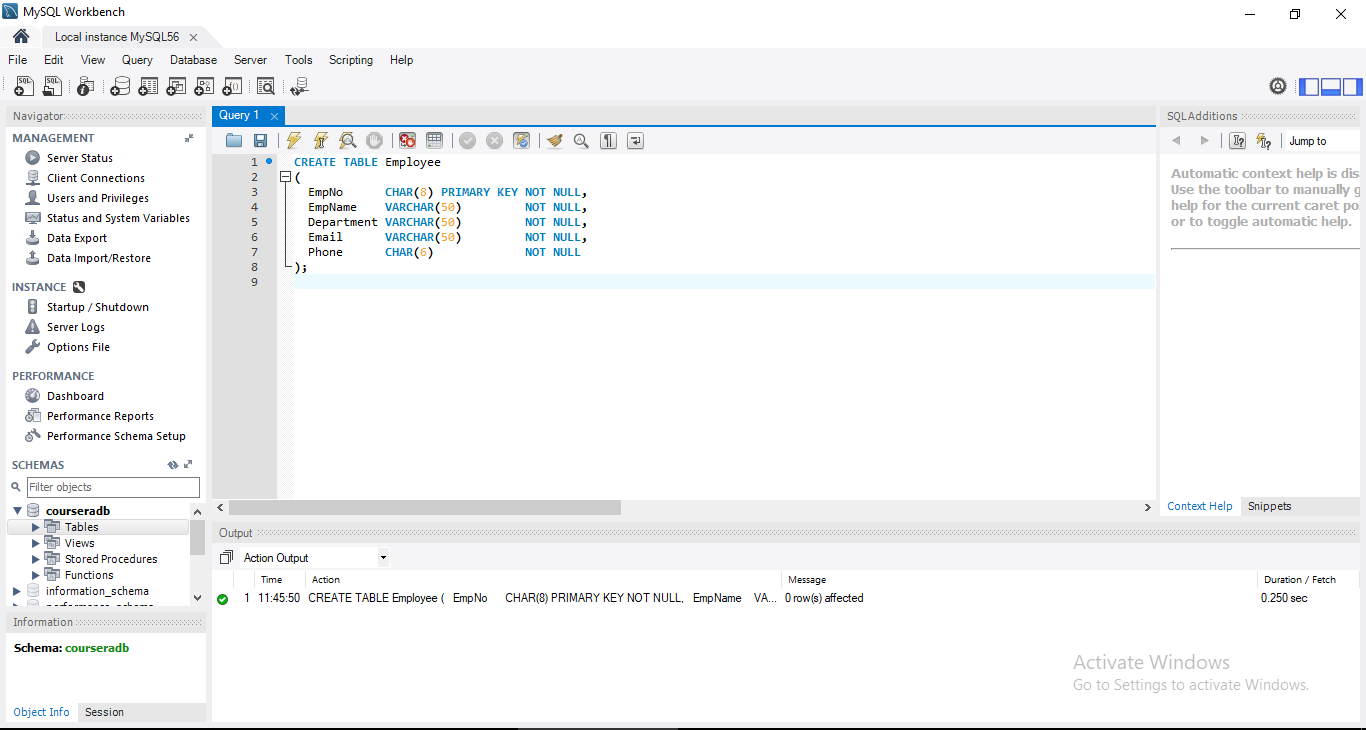 MySQL Workbench
Local instance MySQL56
File Edit View Query Database Server Tools Scripting Help
Navigator
MANAGEMENT
Server Status
Client Connections
Users and Privileges
Status and System Variables
Data Export
Data Import/Restore
INSTANCE
Startup / Shutdown
Server Logs
Options File
PERFORMANCE
Dashboard
Performance Reports
Performance Schema Setup
SCHEMAS
Filter objects
courseradb
Tables
Views
Stored Procedures
Functions
information_schema
Information
Schema: courseradb
Object Info Session
Query 1
1 CREATE TABLE Employee
2 (
3 EmpNo CHAR(8) PRIMARY KEY NOT NULL,
4 EmpName VARCHAR(50) NOT NULL,
5 Department VARCHAR(50) NOT NULL,
6 Email VARCHAR(50) NOT NULL,
7 Phone CHAR(6) NOT NULL
8 );
9
SQLAdditions
Jump to
Automatic context help is dis
Use the toolbar to manually g
help for the current caret po
or to toggle automatic help.
Context Help Snippets
Output
Action Output
Time Action Message Duration / Fetch
1 11:45:50 CREATE TABLE Employee ( EmpNo CHAR(8) PRIMARY KEY NOT NULL, EmpName VA... 0 row(s) affected 0.250 sec
Activate Windows
Go to Settings to activate Windows.